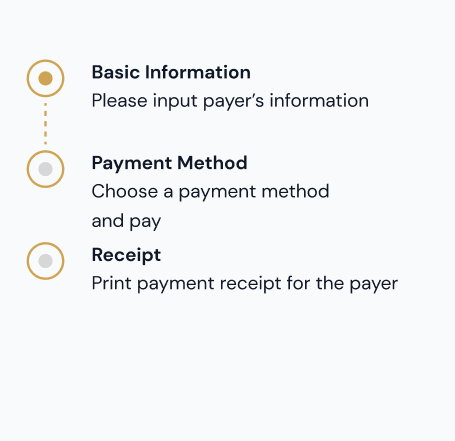 Basic Information
Please input payer’s information
Payment Method
Choose a payment method
and pay
Receipt
Print payment receipt for the payer